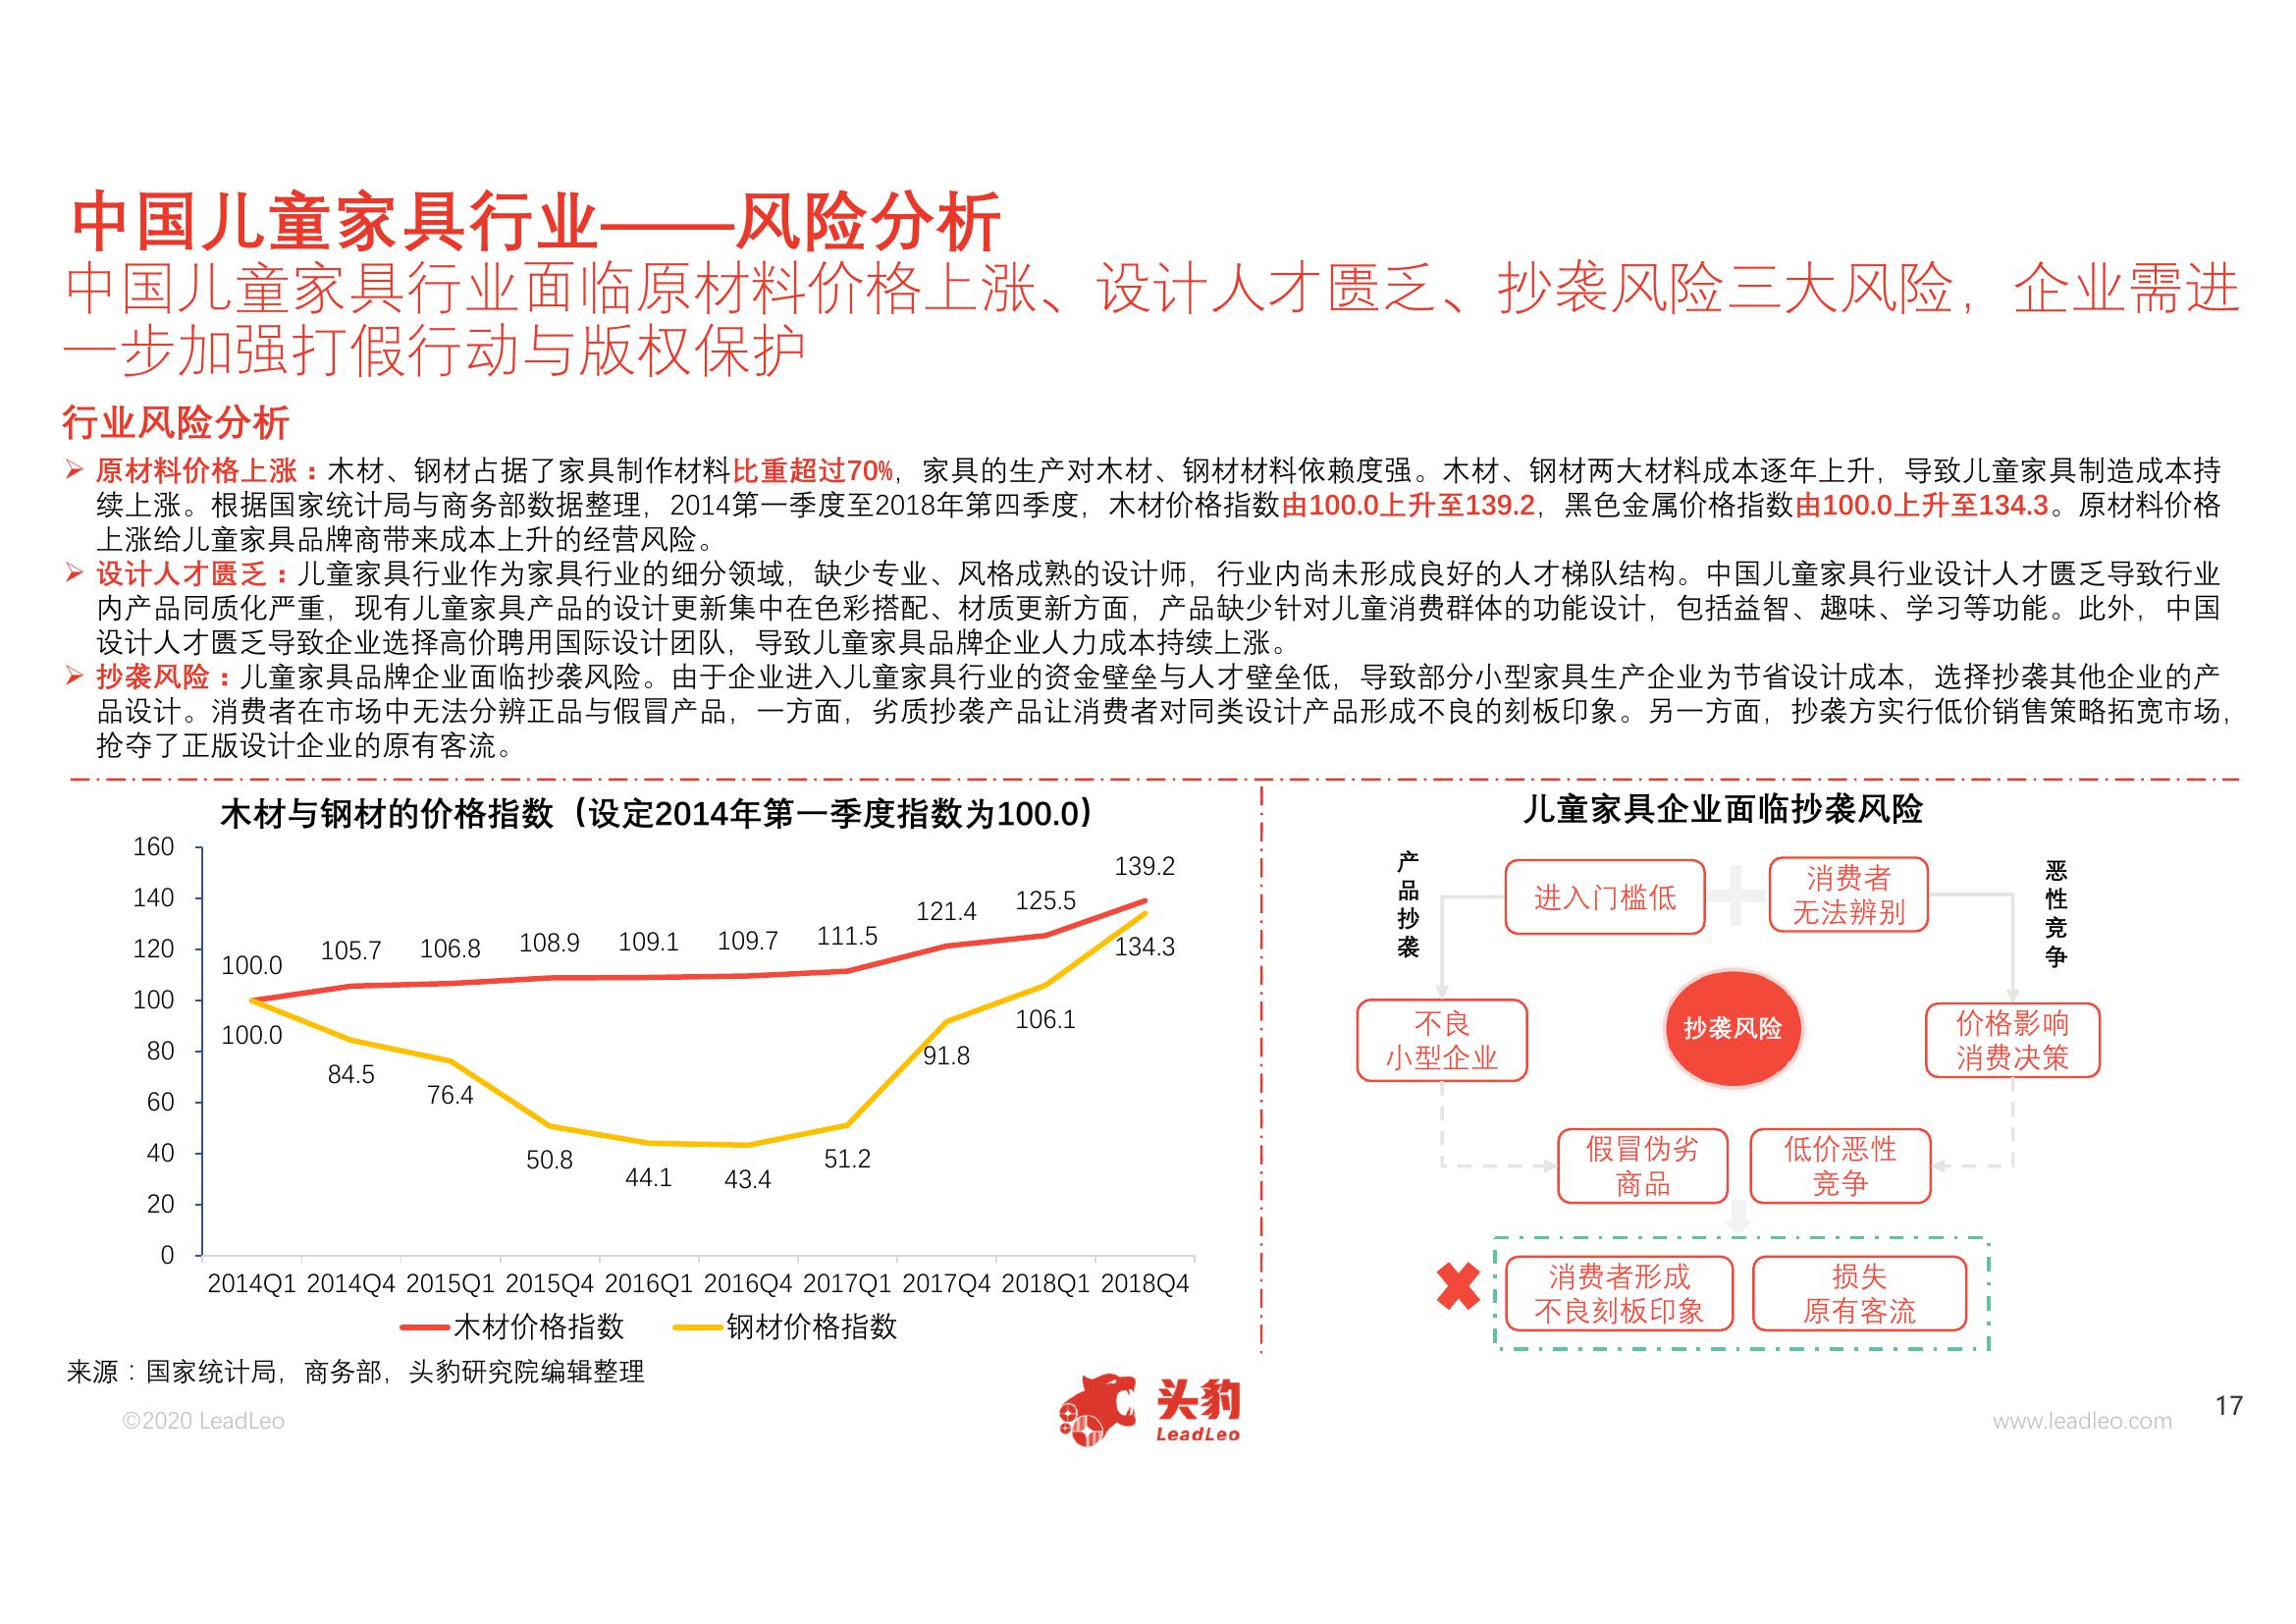 中国儿童家具行业——风险分析
中国儿童家具行业面临原材料价格上涨、设计人才匮乏、抄袭风险三大风险，企业需进
一步加强打假行动与版权保护
行业风险分析
➢ 原材料价格上涨：木材、钢材占据了家具制作材料比重超过70%，家具的生产对木材、钢材材料依赖度强。木材、钢材两大材料成本逐年上升，导致儿童家具制造成本持
续上涨。根据国家统计局与商务部数据整理，2014第一季度至2018年第四季度，木材价格指数由100.0上升至139.2，黑色金属价格指数由100.0上升至134.3。原材料价格
上涨给儿童家具品牌商带来成本上升的经营风险。
➢ 设计人才匮乏：儿童家具行业作为家具行业的细分领域，缺少专业、风格成熟的设计师，行业内尚未形成良好的人才梯队结构。中国儿童家具行业设计人才匮乏导致行业
内产品同质化严重，现有儿童家具产品的设计更新集中在色彩搭配、材质更新方面，产品缺少针对儿童消费群体的功能设计，包括益智、趣味、学习等功能。此外，中国
设计人才匮乏导致企业选择高价聘用国际设计团队，导致儿童家具品牌企业人力成本持续上涨。
➢ 抄袭风险：儿童家具品牌企业面临抄袭风险。由于企业进入儿童家具行业的资金壁垒与人才壁垒低，导致部分小型家具生产企业为节省设计成本，选择抄袭其他企业的产
品设计。消费者在市场中无法分辨正品与假冒产品，一方面，劣质抄袭产品让消费者对同类设计产品形成不良的刻板印象。另一方面，抄袭方实行低价销售策略拓宽市场，
抢夺了正版设计企业的原有客流。
木材与钢材的价格指数（设定2014年第一季度指数为100.0）
160
140
120
100
80
60
40
20
0
100.0 105.7 106.8 108.9 109.1 109.7 111.5 121.4 125.5 139.2
100.0 84.5 76.4 50.8 44.1 43.4 51.2 91.8 106.1 134.3
2014Q1 2014Q4 2015Q1 2015Q4 2016Q1 2016Q4 2017Q1 2017Q4 2018Q1 2018Q4
木材价格指数 钢材价格指数
来源：国家统计局，商务部，头豹研究院编辑整理
儿童家具企业面临抄袭风险
产品抄袭
进入门槛低
消费者
无法辨别
恶性竞争
不良
小型企业
抄袭风险
价格影响
消费决策
假冒伪劣
商品
低价恶性
竞争
消费者形成
不良刻板印象
损失
原有客流
©2020 LeadLeo
头豹
LeadLeo
www.leadleo.com
17